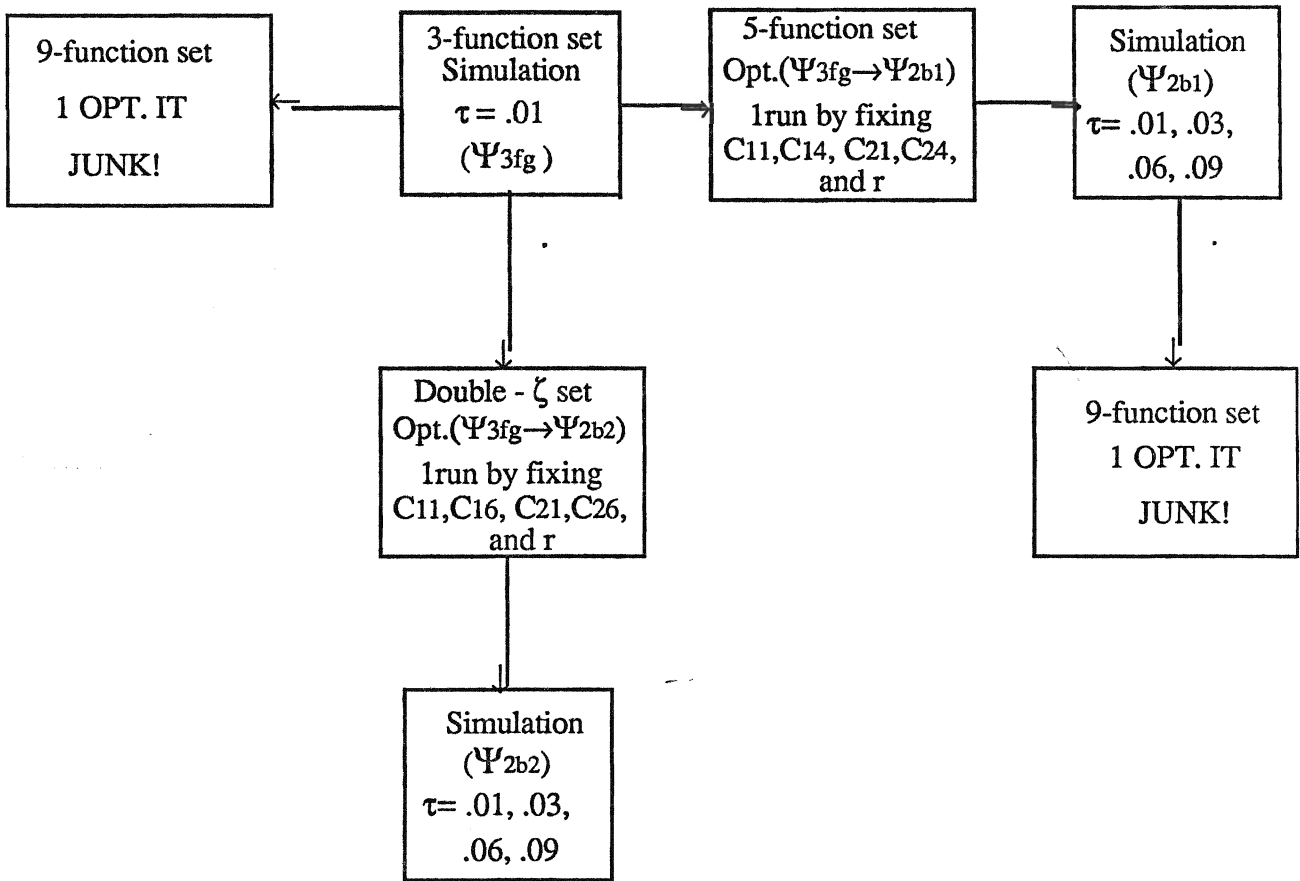 9-function set
1 OPT. IT
JUNK!
3-function set
Simulation
τ = .01
(Ψ3fg )
5-function set
Opt.(Ψ3fg→Ψ2b1)
1run by fixing
C11,C14, C21,C24,
and r
Simulation
(Ψ2b1)
τ= .01, .03,
.06, .09
Double - ζ set
Opt.(Ψ3fg→Ψ2b2)
1run by fixing
C11,C16, C21,C26,
and r
9-function set
1 OPT. IT
JUNK!
Simulation
(Ψ2b2)
τ= .01, .03,
.06, .09